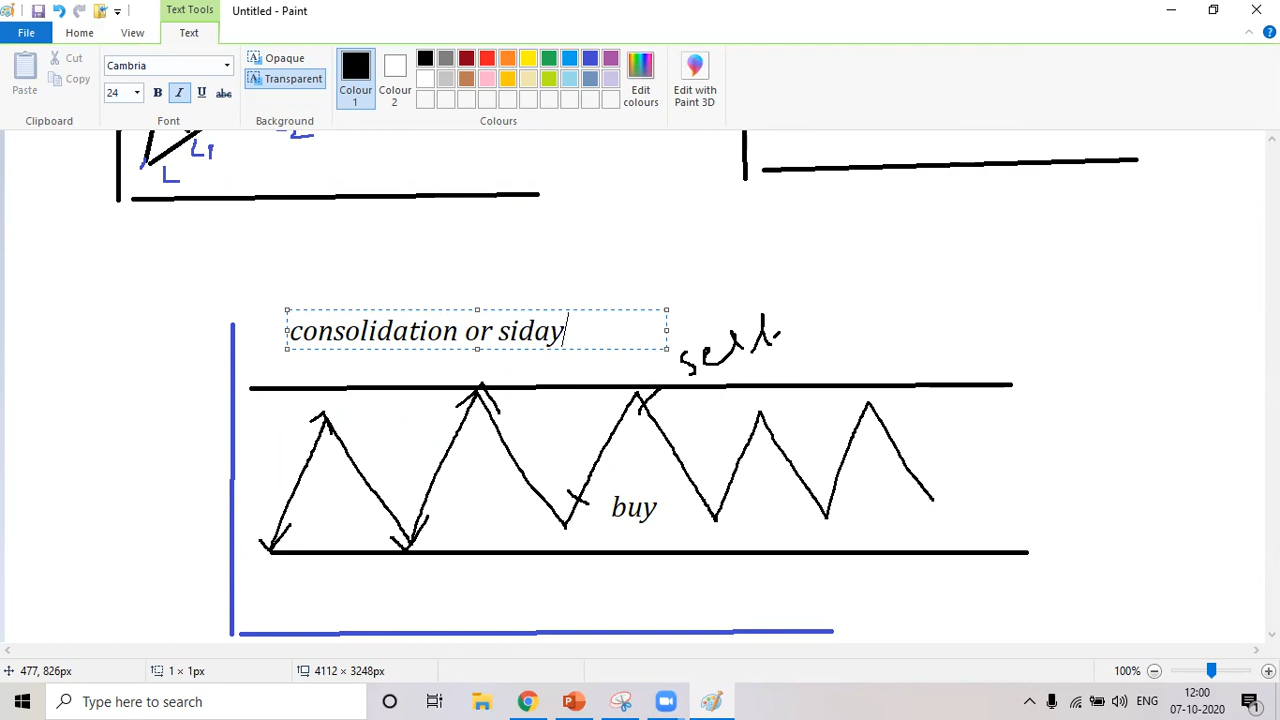 Untitled - Paint
Text Tools
File
Home
View
Text
Paste
Cut
Copy
Clipboard
Cambria
24
B
I
U
abc
Font
Opaque
Transparent
Background
Colour
1
Colour
2
Edit
colours
Edit with
Paint 3D
Colours
L1
L
consolidation or siday
buy
477, 826px
1 × 1px
4112 × 3248px
100%
Type here to search
ENG
12:00
07-10-2020
1